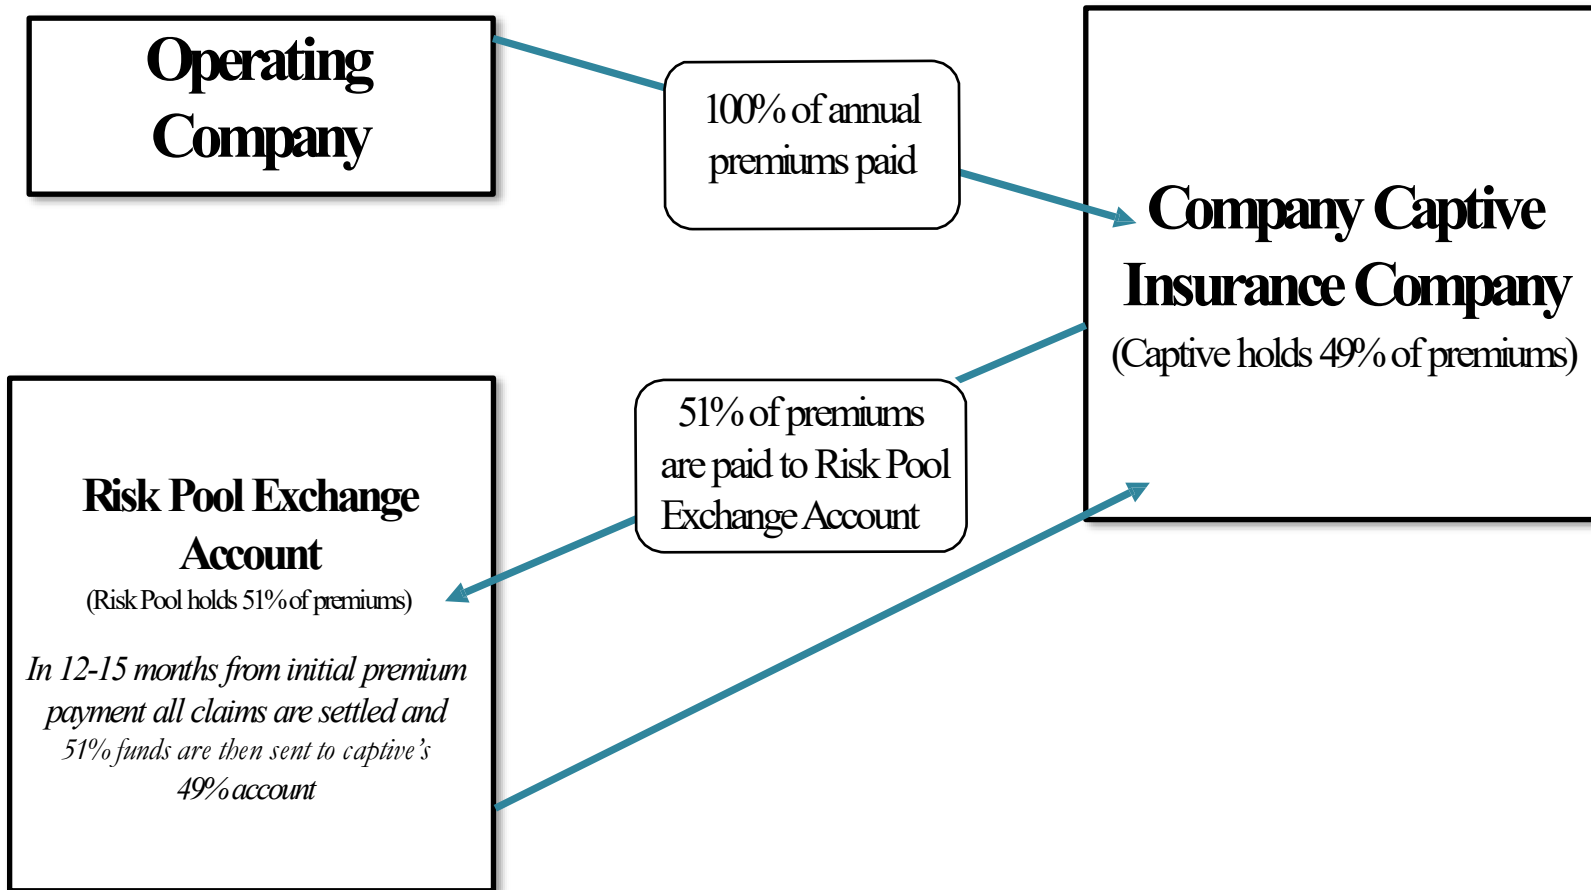 Operating
Company
100% of annual
premiums paid
Company Captive
Insurance Company
(Captive holds 49% of premiums)
51% of premiums
are paid to Risk Pool
Exchange Account
Risk Pool Exchange
Account
(Risk Pool holds 51% of premiums)
In 12-15 months from initial premium
payment all claims are settled and
51% funds are then sent to captive’s
49% account